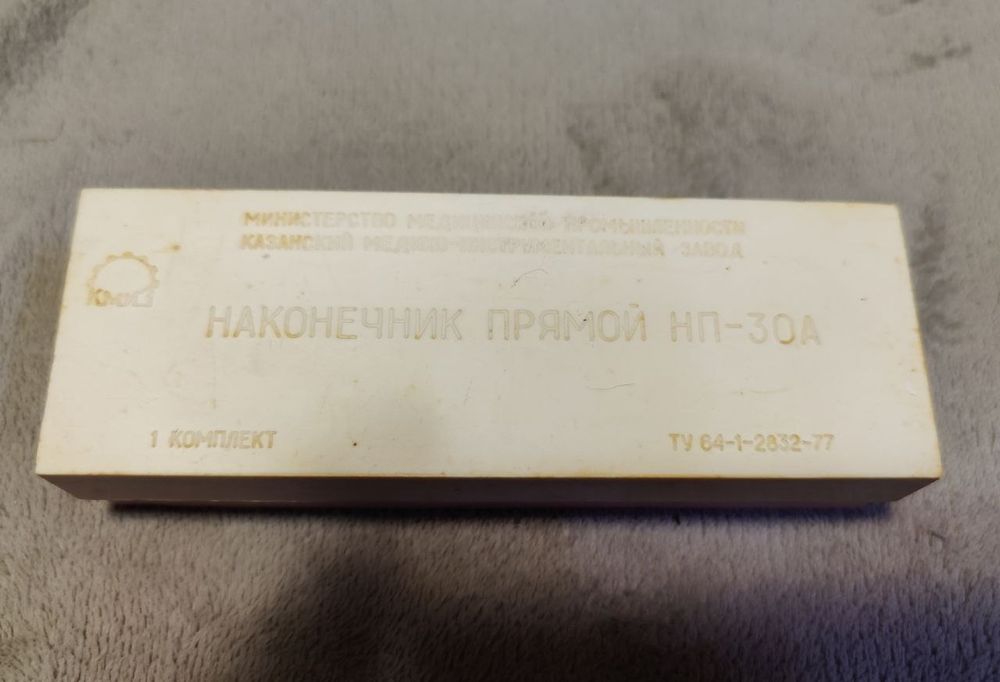 МИНИСТЕРСТВО МЕДИЦИНСКОЙ ПРОМЫШЛЕННОСТИ
КАЗАНСКИЙ МЕДИКО-ИНСТРУМЕНТАЛЬНЫЙ ЗАВОД
КМИЗ
НАКОНЕЧНИК ПРЯМОЙ НП-30А
1 КОМПЛЕКТ
ТУ 64-1-2832-77